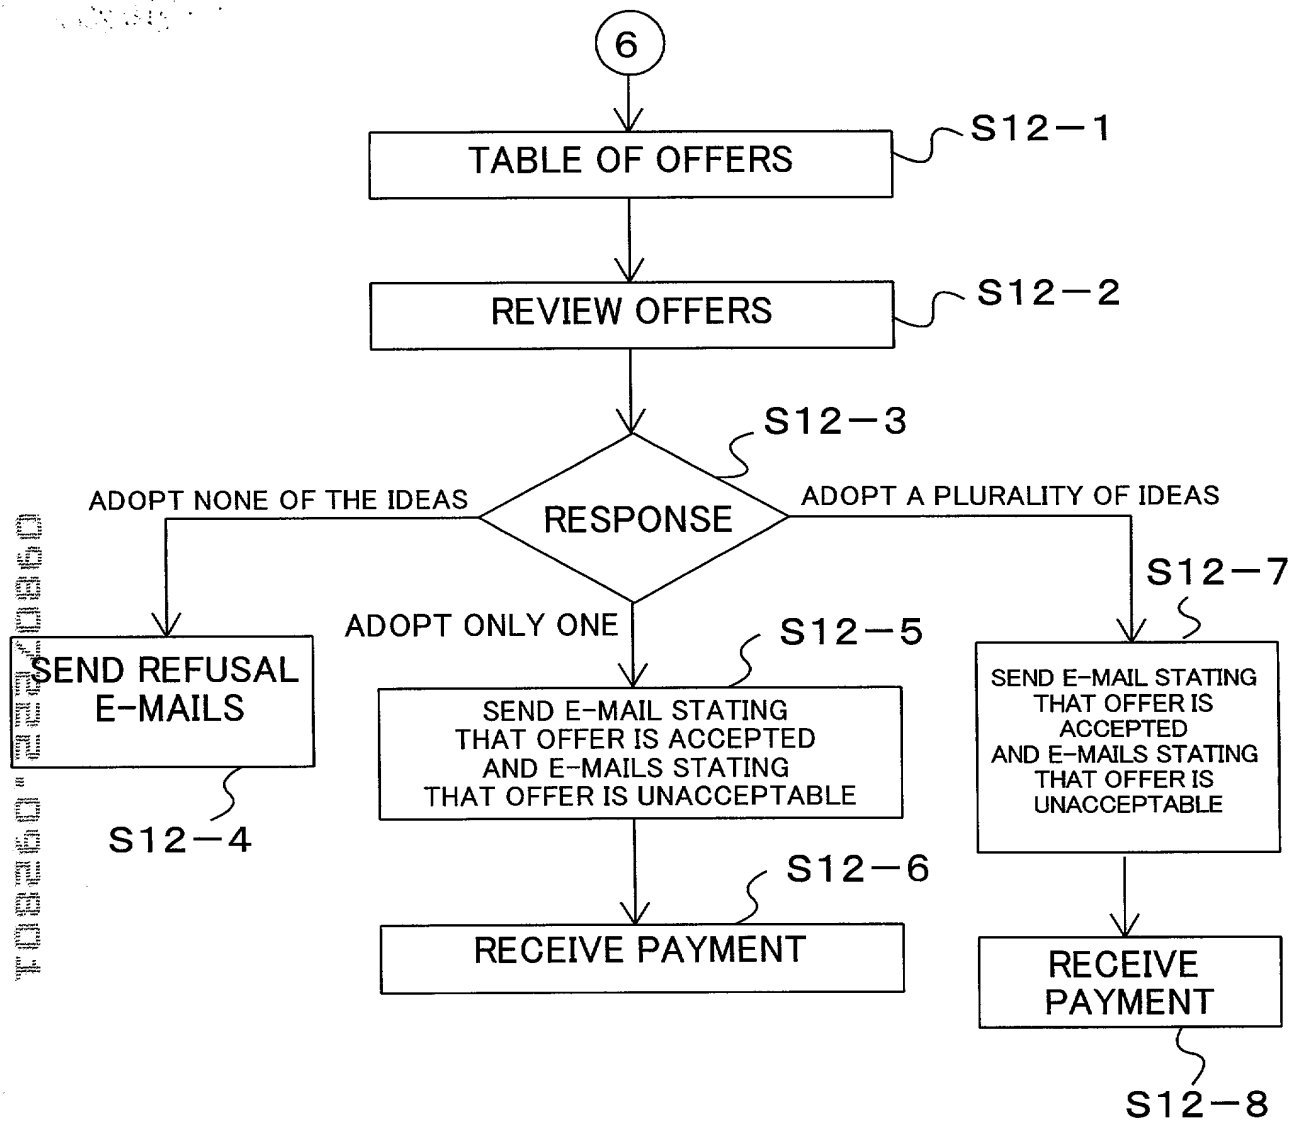 6
TABLE OF OFFERS
S12-1
REVIEW OFFERS
S12-2
S12-3
RESPONSE
ADOPT NONE OF THE IDEAS
ADOPT A PLURALITY OF IDEAS
ADOPT ONLY ONE
SEND REFUSAL
E-MAILS
S12-4
S12-5
SEND E-MAIL STATING
THAT OFFER IS ACCEPTED
AND E-MAILS STATING
THAT OFFER IS UNACCEPTABLE
S12-6
RECEIVE PAYMENT
S12-7
SEND E-MAIL STATING
THAT OFFER IS
ACCEPTED
AND E-MAILS STATING
THAT OFFER IS
UNACCEPTABLE
RECEIVE
PAYMENT
S12-8